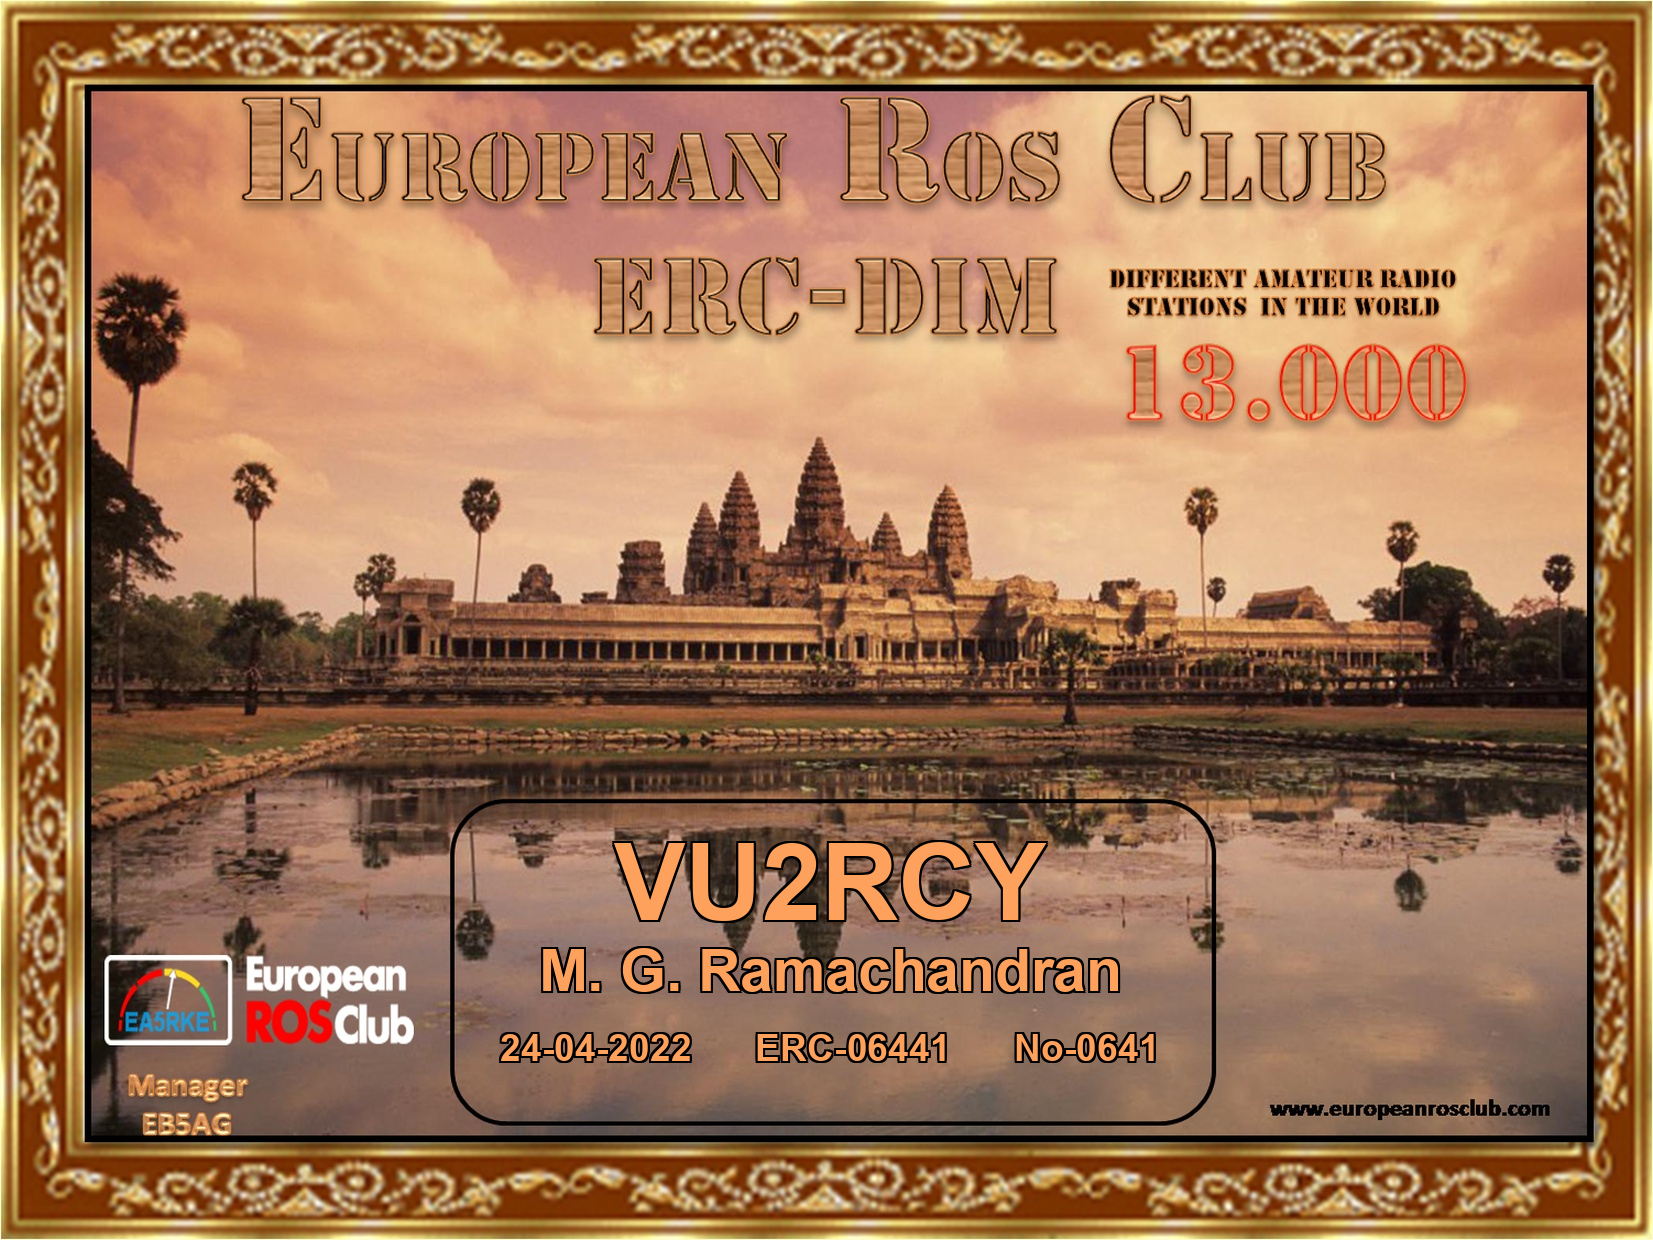 EUROPEAN ROS CLUB
ERC-DIM
DIFFERENT AMATEUR RADIO
STATIONS IN THE WORLD
13.000
VU2RCY
M. G. Ramachandran
24-04-2022 ERC-06441 No-0641
EA5RKE
European
ROS Club
Manager
EB5AG
www.europeanrosclub.com